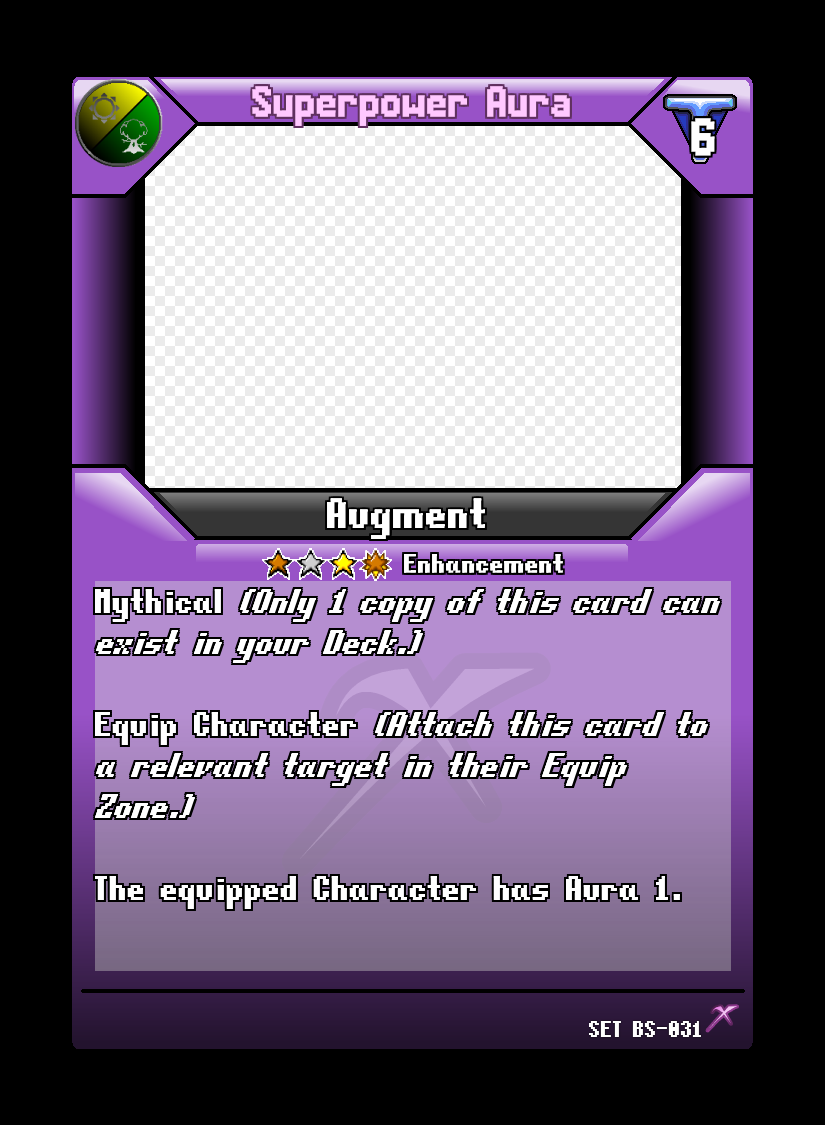 Superpower Aura
6
Augment
Enhancement
Mythical (Only 1 copy of this card can
exist in your Deck.)
Equip Character (Attach this card to
a relevant target in their Equip
Zone.)
The equipped Character has Aura 1.
SET BS-031